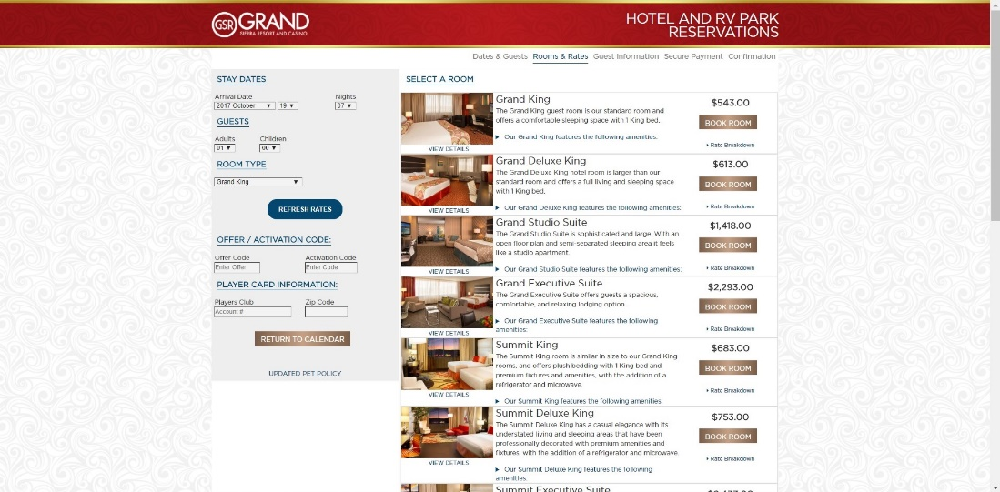 GSR GRAND
SIERRA RESORT AND CASINO
HOTEL AND RV PARK
RESERVATIONS
Dates & Guests Rooms & Rates Guest Information Secure Payment Confirmation
STAY DATES
Arrival Date Nights
2017 October 19 07
GUESTS
Adults Children
01 00
ROOM TYPE
Grand King
REFRESH RATES
OFFER / ACTIVATION CODE:
Offer Code Activation Code
Enter Offer Enter Code
PLAYER CARD INFORMATION:
Players Club Zip Code
Account #
RETURN TO CALENDAR
UPDATED PET POLICY
SELECT A ROOM
Grand King
The Grand King guest room is our standard room and
offers a comfortable sleeping space with 1 King bed.
Our Grand King features the following amenities:
VIEW DETAILS
$543.00
BOOK ROOM
Rate Breakdown
Grand Deluxe King
The Grand Deluxe King hotel room is larger than our
standard room and offers a full living and sleeping space
with 1 King bed.
Our Grand Deluxe King features the following amenities:
VIEW DETAILS
$613.00
BOOK ROOM
Rate Breakdown
Grand Studio Suite
The Grand Studio Suite is sophisticated and large. With an
open floor plan and semi-separated sleeping area it feels
like a studio apartment.
Our Grand Studio Suite features the following amenities:
VIEW DETAILS
$1,418.00
BOOK ROOM
Rate Breakdown
Grand Executive Suite
The Grand Executive Suite offers guests a spacious,
comfortable, and relaxing lodging option.
Our Grand Executive Suite features the following
amenities:
VIEW DETAILS
$2,293.00
BOOK ROOM
Rate Breakdown
Summit King
The Summit King room is similar in size to our Grand King
rooms, and offers plush bedding with 1 King bed and
premium fixtures and amenities, with the addition of a
refrigerator and microwave.
Our Summit King features the following amenities:
VIEW DETAILS
$683.00
BOOK ROOM
Rate Breakdown
Summit Deluxe King
The Summit Deluxe King has a casual elegance with its
understated living and sleeping areas that have been
professionally decorated with premium amenities and
fixtures, with the addition of a refrigerator and microwave.
Our Summit Deluxe King features the following
amenities:
VIEW DETAILS
$753.00
BOOK ROOM
Rate Breakdown
Summit Executive Suite